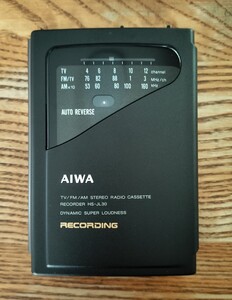 TV 4 6 8 10 12 channel
FM/TV 76 82 88 1 3 MHz /ch
AM×10 53 60 80 100 160 kHz
AUTO REVERSE
AIWA
TV/FM/AM STEREO RADIO CASSETTE
RECORDER HS-JL30
DYNAMIC SUPER LOUDNESS
RECORDING